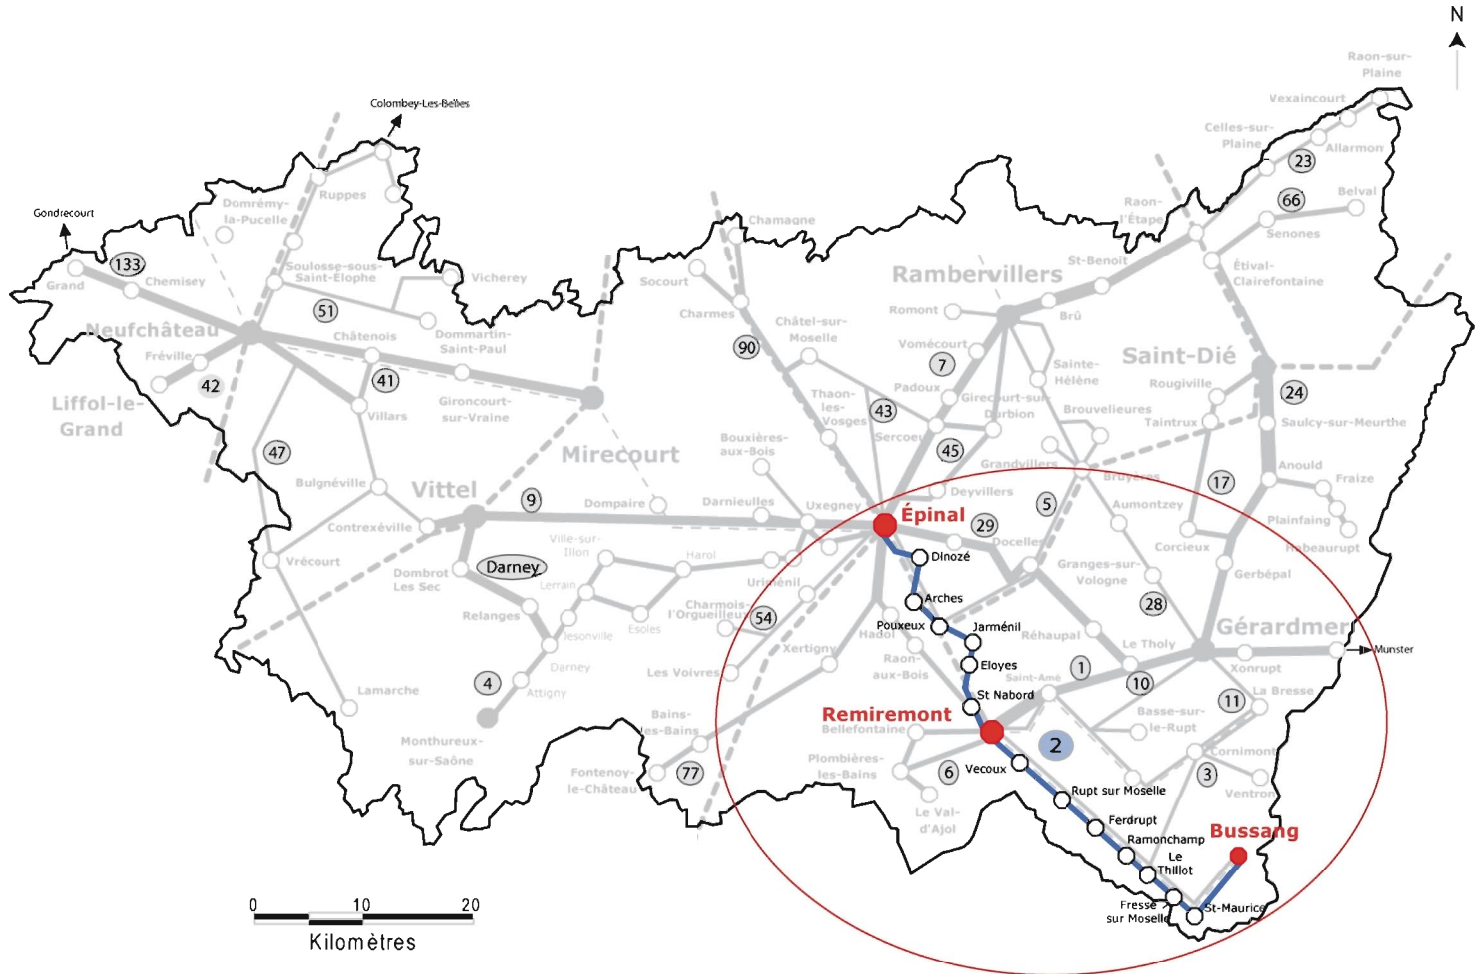 N
Raon-sur-
Plaine
Vexaincourt
Celles-sur-
Plaine
Allarmont
23
66
Belval
Senones
Raon-
l'Étape
Étival-
Clairefontaine
Colombey-Les-Belles
Ruppes
Domrémy-
la-Pucelle
Gondrecourt
133
Grand
Chemisey
Soulosse-sous-
Saint-Élophe
Vicherey
51
Neufchâteau
Châtenois
Dommartin-
Saint-Paul
Fréville
42
41
Liffol-le-
Grand
Villars
Gironcourt-
sur-Vraine
47
Mirecourt
Bulgnéville
Vittel
9
Contrexéville
Dompaire
Darnieulles
Bouxières-
aux-Bois
Uxegney
Vrécourt
Dombrot
Les Sec
Darney
Ville-sur-
Illon
Harol
Lerrain
Relanges
Esoles
Iesonville
Darney
Attigny
4
Lamarche
Monthureux-
sur-Saône
Chamagne
Socourt
Charmes
90
Châtel-sur-
Moselle
Thaon-
les-
Vosges
43
Sercoeur
45
Rambervillers
St-Benoit
Romont
Brû
Vomécourt
7
Padoux
Girecourt-sur-
Durbion
Sainte-
Hélène
Brouvelieures
Grandvillers
Bruyères
Deyvillers
Saint-Dié
Rougiville
Taintrux
24
Saulcy-sur-Meurthe
Anould
Fraize
17
Plainfaing
Habeaurupt
Corcieux
Gerbépal
Aumontzey
5
Épinal
29
Docelles
Granges-sur-
Vologne
28
Dinozé
Arches
Pouxeux
Jarménil
Eloyes
St Nabord
Uriménil
Charmois-
l'Orgueilleux
54
Hadol
Xertigny
Raon-
aux-Bois
Les Voivres
Bains-
les-Bains
Fontenoy-
le-Château
77
Réhaupal
Le Tholy
Gérardmer
Xonrupt
Munster
1
10
Saint-Amé
La Bresse
11
Basse-sur-
le-Rupt
Cornimont
3
Ventron
Remiremont
Bellefontaine
2
Plombières-
les-Bains
6
Le Val-
d'Ajol
Vecoux
Rupt sur Moselle
Ferdrupt
Ramonchamp
Le
Thillot
Bussang
Fresse
sur Moselle
St-Maurice
0 10 20
Kilomètres